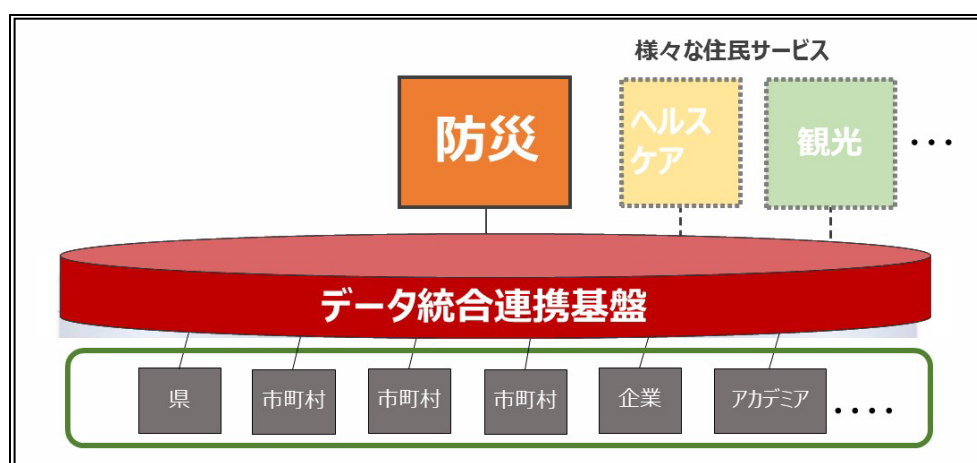 様々な住民サービス
防災
ヘルス
ケア
観光
・・・
データ統合連携基盤
県
市町村
市町村
市町村
企業
アカデミア
・・・・